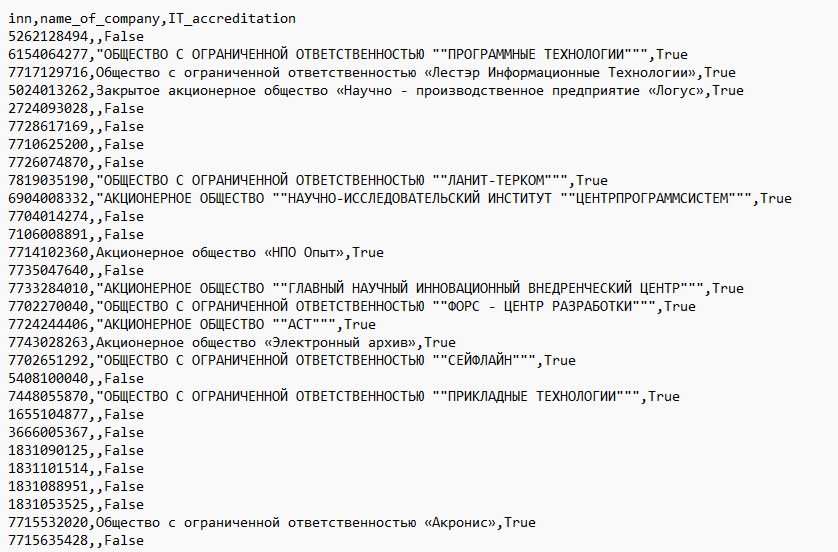 inn,name_of_company,IT_accreditation
5262128494,,False
6154064277,"ОБЩЕСТВО С ОГРАНИЧЕННОЙ ОТВЕТСТВЕННОСТЬЮ ""ПРОГРАММНЫЕ ТЕХНОЛОГИИ""",True
7717129716,Общество с ограниченной ответственностью «Лестэр Информационные Технологии»,True
5024013262,Закрытое акционерное общество «Научно - производственное предприятие «Логус»,True
2724093028,,False
7728617169,,False
7710625200,,False
7726074870,,False
7819035190,"ОБЩЕСТВО С ОГРАНИЧЕННОЙ ОТВЕТСТВЕННОСТЬЮ ""ЛАНИТ-ТЕРКОМ""",True
6904008332,"АКЦИОНЕРНОЕ ОБЩЕСТВО ""НАУЧНО-ИССЛЕДОВАТЕЛЬСКИЙ ИНСТИТУТ ""ЦЕНТРПРОГРАММСИСТЕМ""",True
7704014274,,False
7106008891,,False
7714102360,Акционерное общество «НПО Опыт»,True
7735047640,,False
7733284010,"АКЦИОНЕРНОЕ ОБЩЕСТВО ""ГЛАВНЫЙ НАУЧНЫЙ ИННОВАЦИОННЫЙ ВНЕДРЕНЧЕСКИЙ ЦЕНТР""",True
7702270040,"ОБЩЕСТВО С ОГРАНИЧЕННОЙ ОТВЕТСТВЕННОСТЬЮ ""ФОРС - ЦЕНТР РАЗРАБОТКИ""",True
7724244406,"АКЦИОНЕРНОЕ ОБЩЕСТВО ""АСТ""",True
7743028263,Акционерное общество «Электронный архив»,True
7702651292,"ОБЩЕСТВО С ОГРАНИЧЕННОЙ ОТВЕТСТВЕННОСТЬЮ ""СЕЙФЛАЙН""",True
5408100040,,False
7448055870,"ОБЩЕСТВО С ОГРАНИЧЕННОЙ ОТВЕТСТВЕННОСТЬЮ ""ПРИКЛАДНЫЕ ТЕХНОЛОГИИ""",True
1655104877,,False
3666005367,,False
1831090125,,False
1831101514,,False
1831088951,,False
1831053525,,False
7715532020,Общество с ограниченной ответственностью «Акронис»,True
7715635428,,False